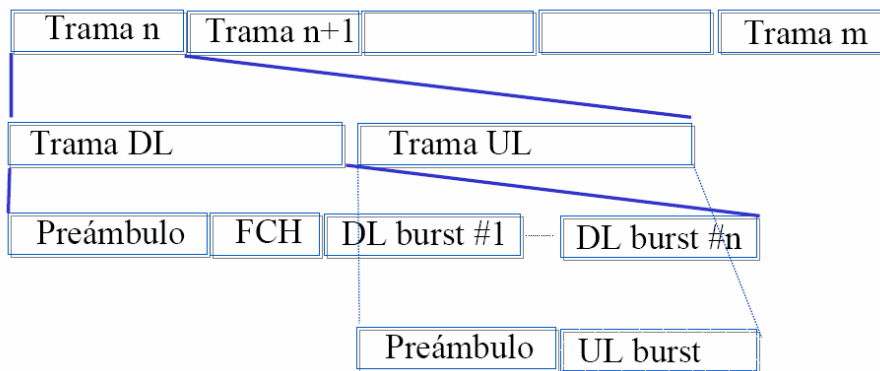 Trama n Trama n+1 Trama m
Trama DL Trama UL
Preámbulo FCH DL burst #1 DL burst #n
Preámbulo UL burst